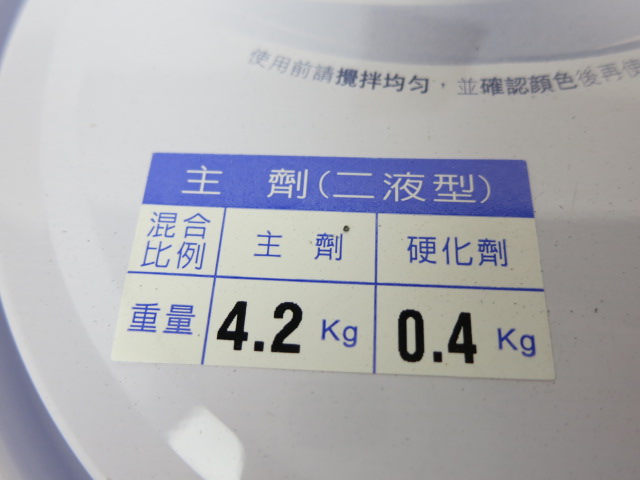 使用前請攪拌均勻，並確認顏色後再使
主劑(二液型)
混合比例 主劑 硬化劑
重量 4.2 Kg 0.4 Kg